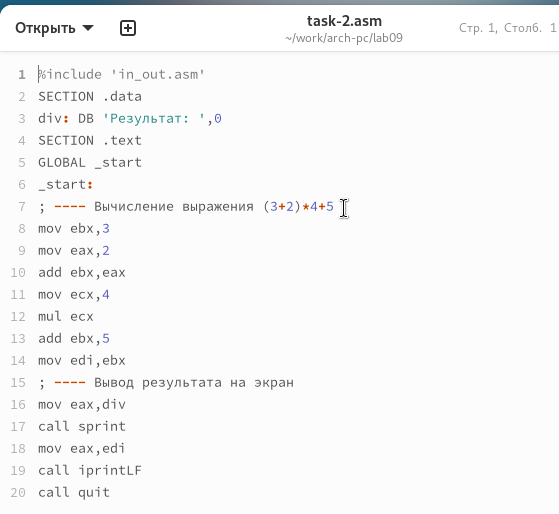 Открыть
task-2.asm
~/work/arch-pc/lab09
Стр. 1, Столб. 1
1 %include 'in_out.asm'
2 SECTION .data
3 div: DB 'Результат: ',0
4 SECTION .text
5 GLOBAL _start
6 _start:
7 ; ---- Вычисление выражения (3+2)*4+5
8 mov ebx,3
9 mov eax,2
10 add ebx,eax
11 mov ecx,4
12 mul ecx
13 add ebx,5
14 mov edi,ebx
15 ; ---- Вывод результата на экран
16 mov eax,div
17 call sprint
18 mov eax,edi
19 call iprintLF
20 call quit